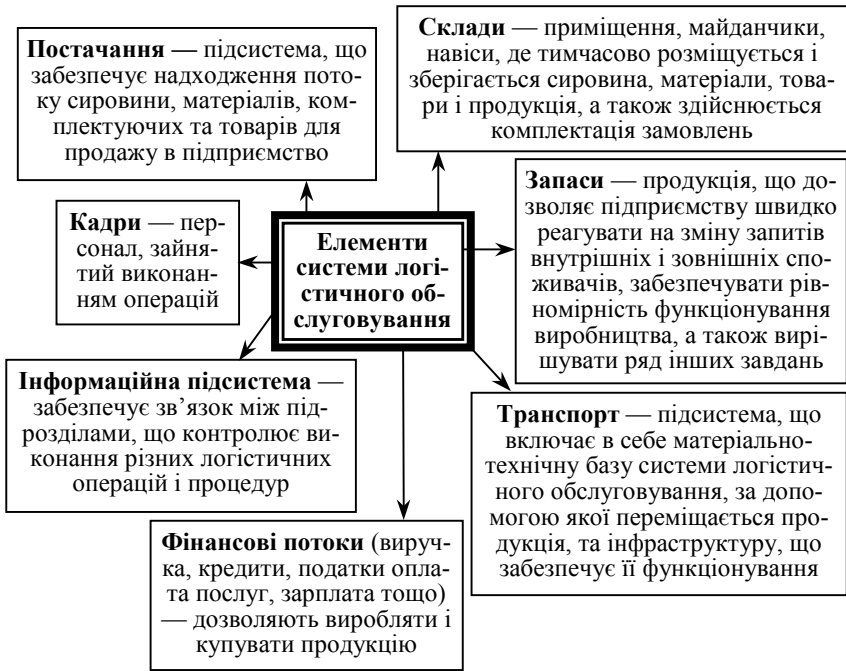 Постачання — підсистема, що
забезпечує надходження пото-
ку сировини, матеріалів, ком-
плектуючих та товарів для
продажу в підприємство
Склади — приміщення, майданчики,
навіси, де тимчасово розміщується і
зберігається сировина, матеріали, това-
ри і продукція, а також здійснюється
комплектація замовлень
Кадри — пер-
сонал, зайня-
тий виконан-
ням операцій
Елементи
системи логі-
стичного об-
слуговування
Запаси — продукція, що до-
зволяє підприємству швидко
реагувати на зміну запитів
внутрішніх і зовнішніх спо-
живачів, забезпечувати рів-
номірність функціонування
виробництва, а також вирі-
шувати ряд інших завдань
Інформаційна підсистема —
забезпечує зв’язок між під-
розділами, що контролює ви-
конання різних логістичних
операцій і процедур
Транспорт — підсистема, що
включає в себе матеріально-
технічну базу системи логістич-
ного обслуговування, за допо-
могою якої переміщається про-
дукція, та інфраструктуру, що
забезпечує її функціонування
Фінансові потоки (вируч-
ка, кредити, податки опла-
та послуг, зарплата тощо)
— дозволяють виробляти і
купувати продукцію